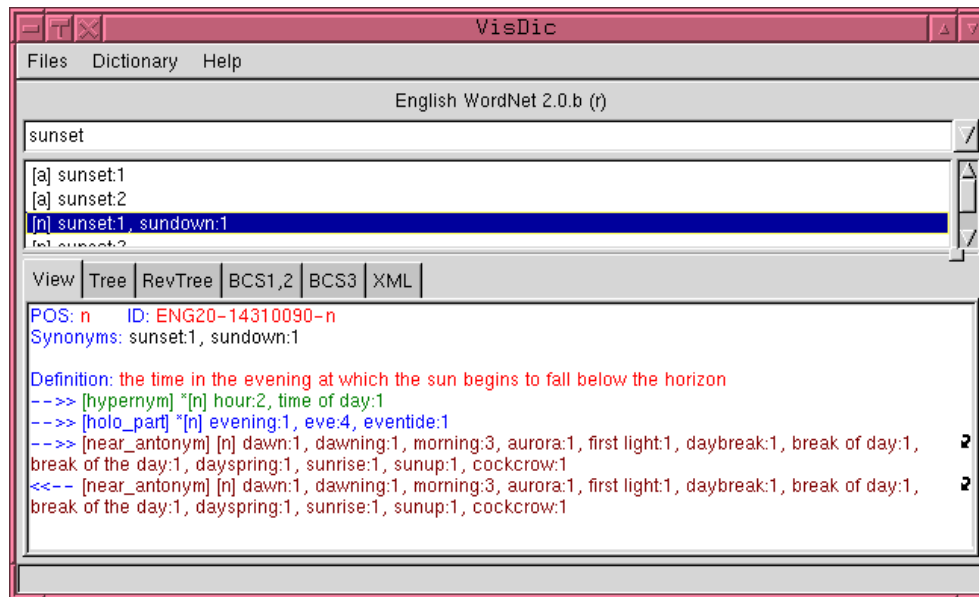 VisDic
Files Dictionary Help
English WordNet 2.0.b (r)
sunset
[a] sunset:1
[a] sunset:2
[n] sunset:1, sundown:1
View Tree RevTree BCS1,2 BCS3 XML
POS: n ID: ENG20-14310090-n
Synonyms: sunset:1, sundown:1
Definition: the time in the evening at which the sun begins to fall below the horizon
-->> [hypernym] *[n] hour:2, time of day:1
-->> [holo_part] *[n] evening:1, eve:4, eventide:1
-->> [near_antonym] [n] dawn:1, dawning:1, morning:3, aurora:1, first light:1, daybreak:1, break of day:1,
break of the day:1, dayspring:1, sunrise:1, sunup:1, cockcrow:1
<<-- [near_antonym] [n] dawn:1, dawning:1, morning:3, aurora:1, first light:1, daybreak:1, break of day:1,
break of the day:1, dayspring:1, sunrise:1, sunup:1, cockcrow:1